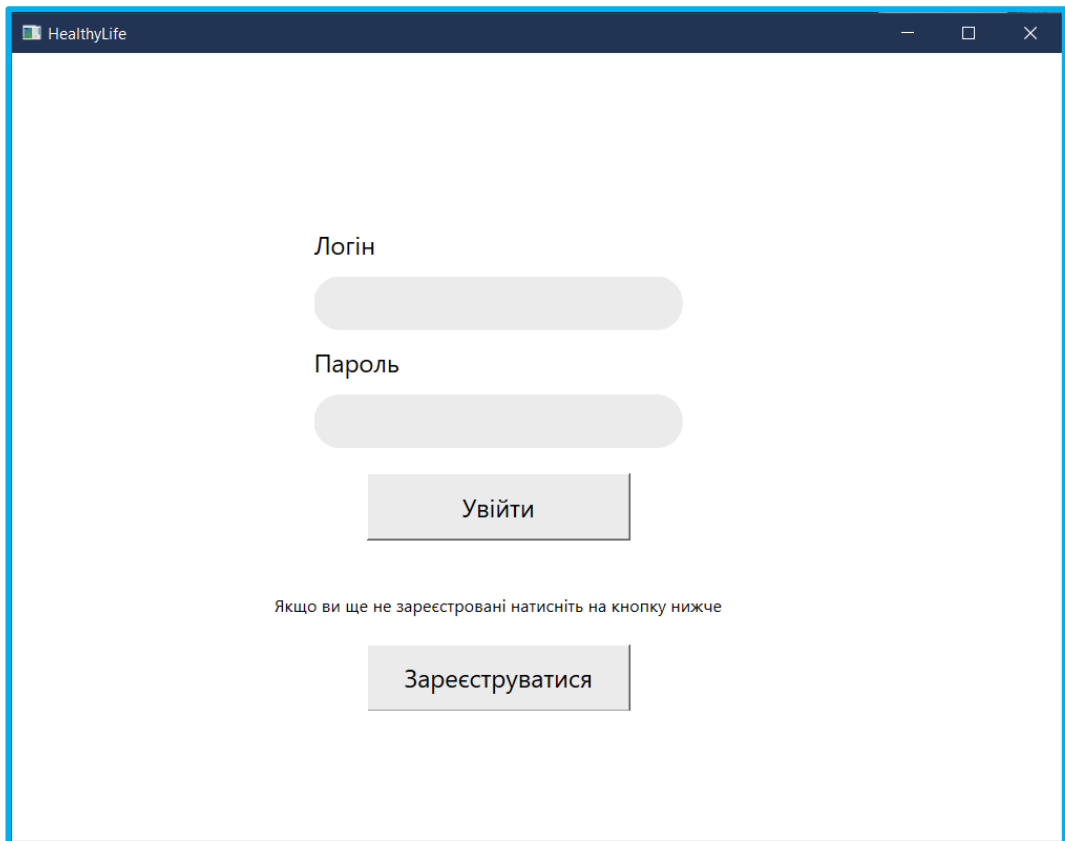 HealthyLife
Логін
Пароль
Увійти
Якщо ви ще не зареєстровані натисніть на кнопку нижче
Зареєструватися